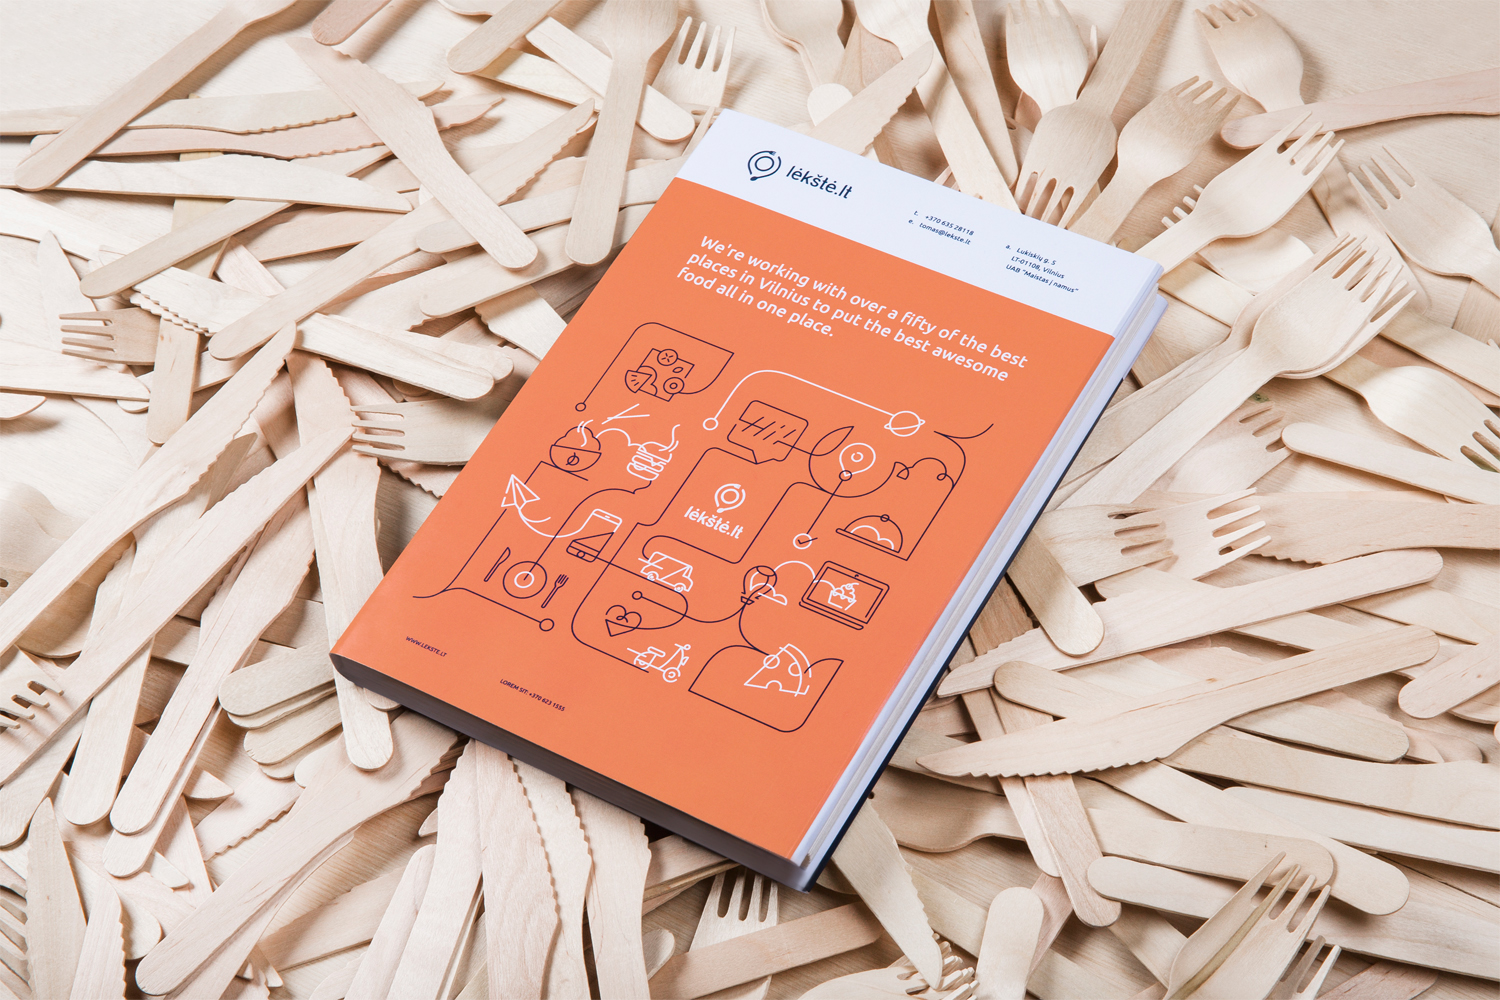 lėkštė.lt
t. +370 635 28118
e. tomas@lekste.lt
a. Lukiskių g. 5
LT-01108, Vilnius
UAB "Maistas į namus"
We're working with over a fifty of the best
places in Vilnius to put the best awesome
food all in one place.
Hi!
lėkštė.lt
WWW.LEKSTE.LT
LOREM SIT: +370 623 1555